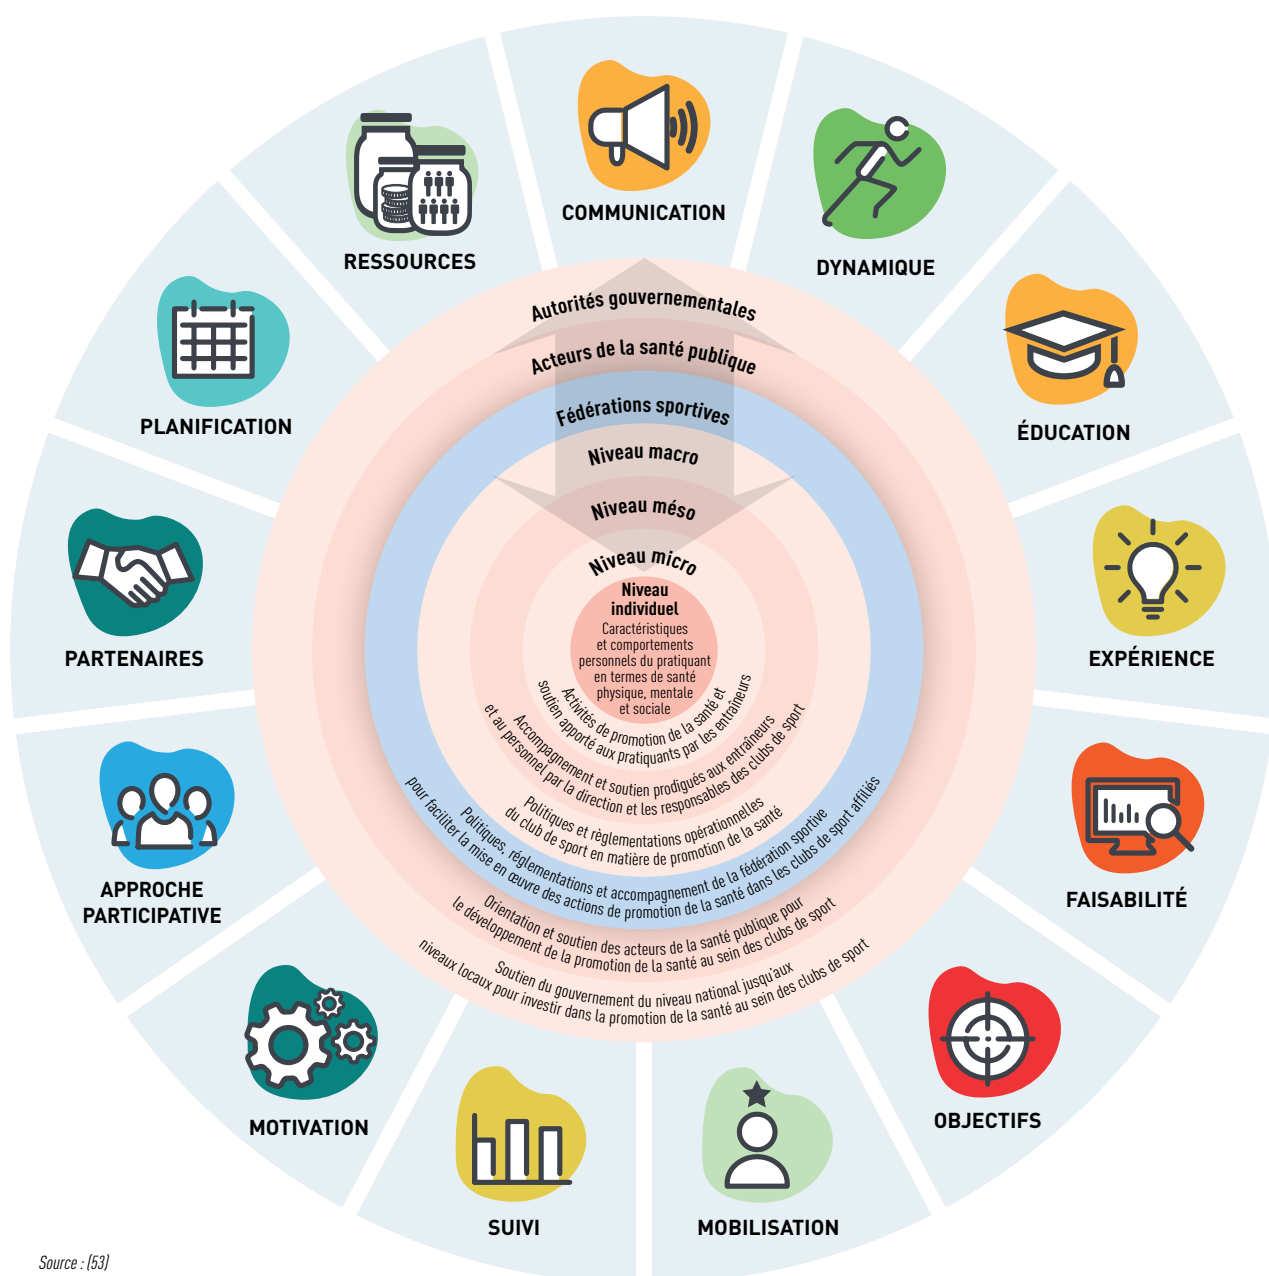 COMMUNICATION
DYNAMIQUE
ÉDUCATION
EXPÉRIENCE
FAISABILITÉ
OBJECTIFS
MOBILISATION
SUIVI
MOTIVATION
APPROCHE
PARTICIPATIVE
PARTENAIRES
PLANIFICATION
RESSOURCES
Autorités gouvernementales
Acteurs de la santé publique
Fédérations sportives
Niveau macro
Niveau méso
Niveau micro
Niveau
individuel
Caractéristiques
et comportements
personnels du pratiquant
en termes de santé
physique, mentale
et sociale
Activités de promotion de la santé et
soutien apporté aux pratiquants par les entraîneurs
Accompagnement et soutien prodigués aux entraîneurs
et au personnel par la direction et les responsables des clubs de sport
Politiques et règlementations opérationnelles
du club de sport en matière de promotion de la santé
Politiques, réglementations et accompagnement de la fédération sportive
pour faciliter la mise en œuvre des actions de promotion de la santé dans les clubs de sport affiliés
Orientation et soutien des acteurs de la santé publique pour
le développement de la promotion de la santé au sein des clubs de sport
Soutien du gouvernement du niveau national jusqu'aux
niveaux locaux pour investir dans la promotion de la santé au sein des clubs de sport
Source : (53)